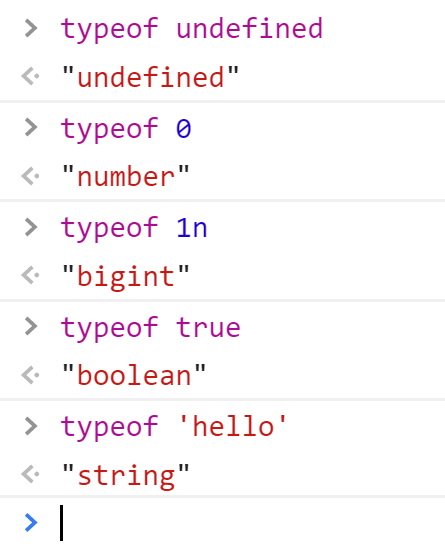 > typeof undefined
<· "undefined"
> typeof 0
<· "number"
> typeof 1n
<· "bigint"
> typeof true
<· "boolean"
> typeof 'hello'
<· "string"
>